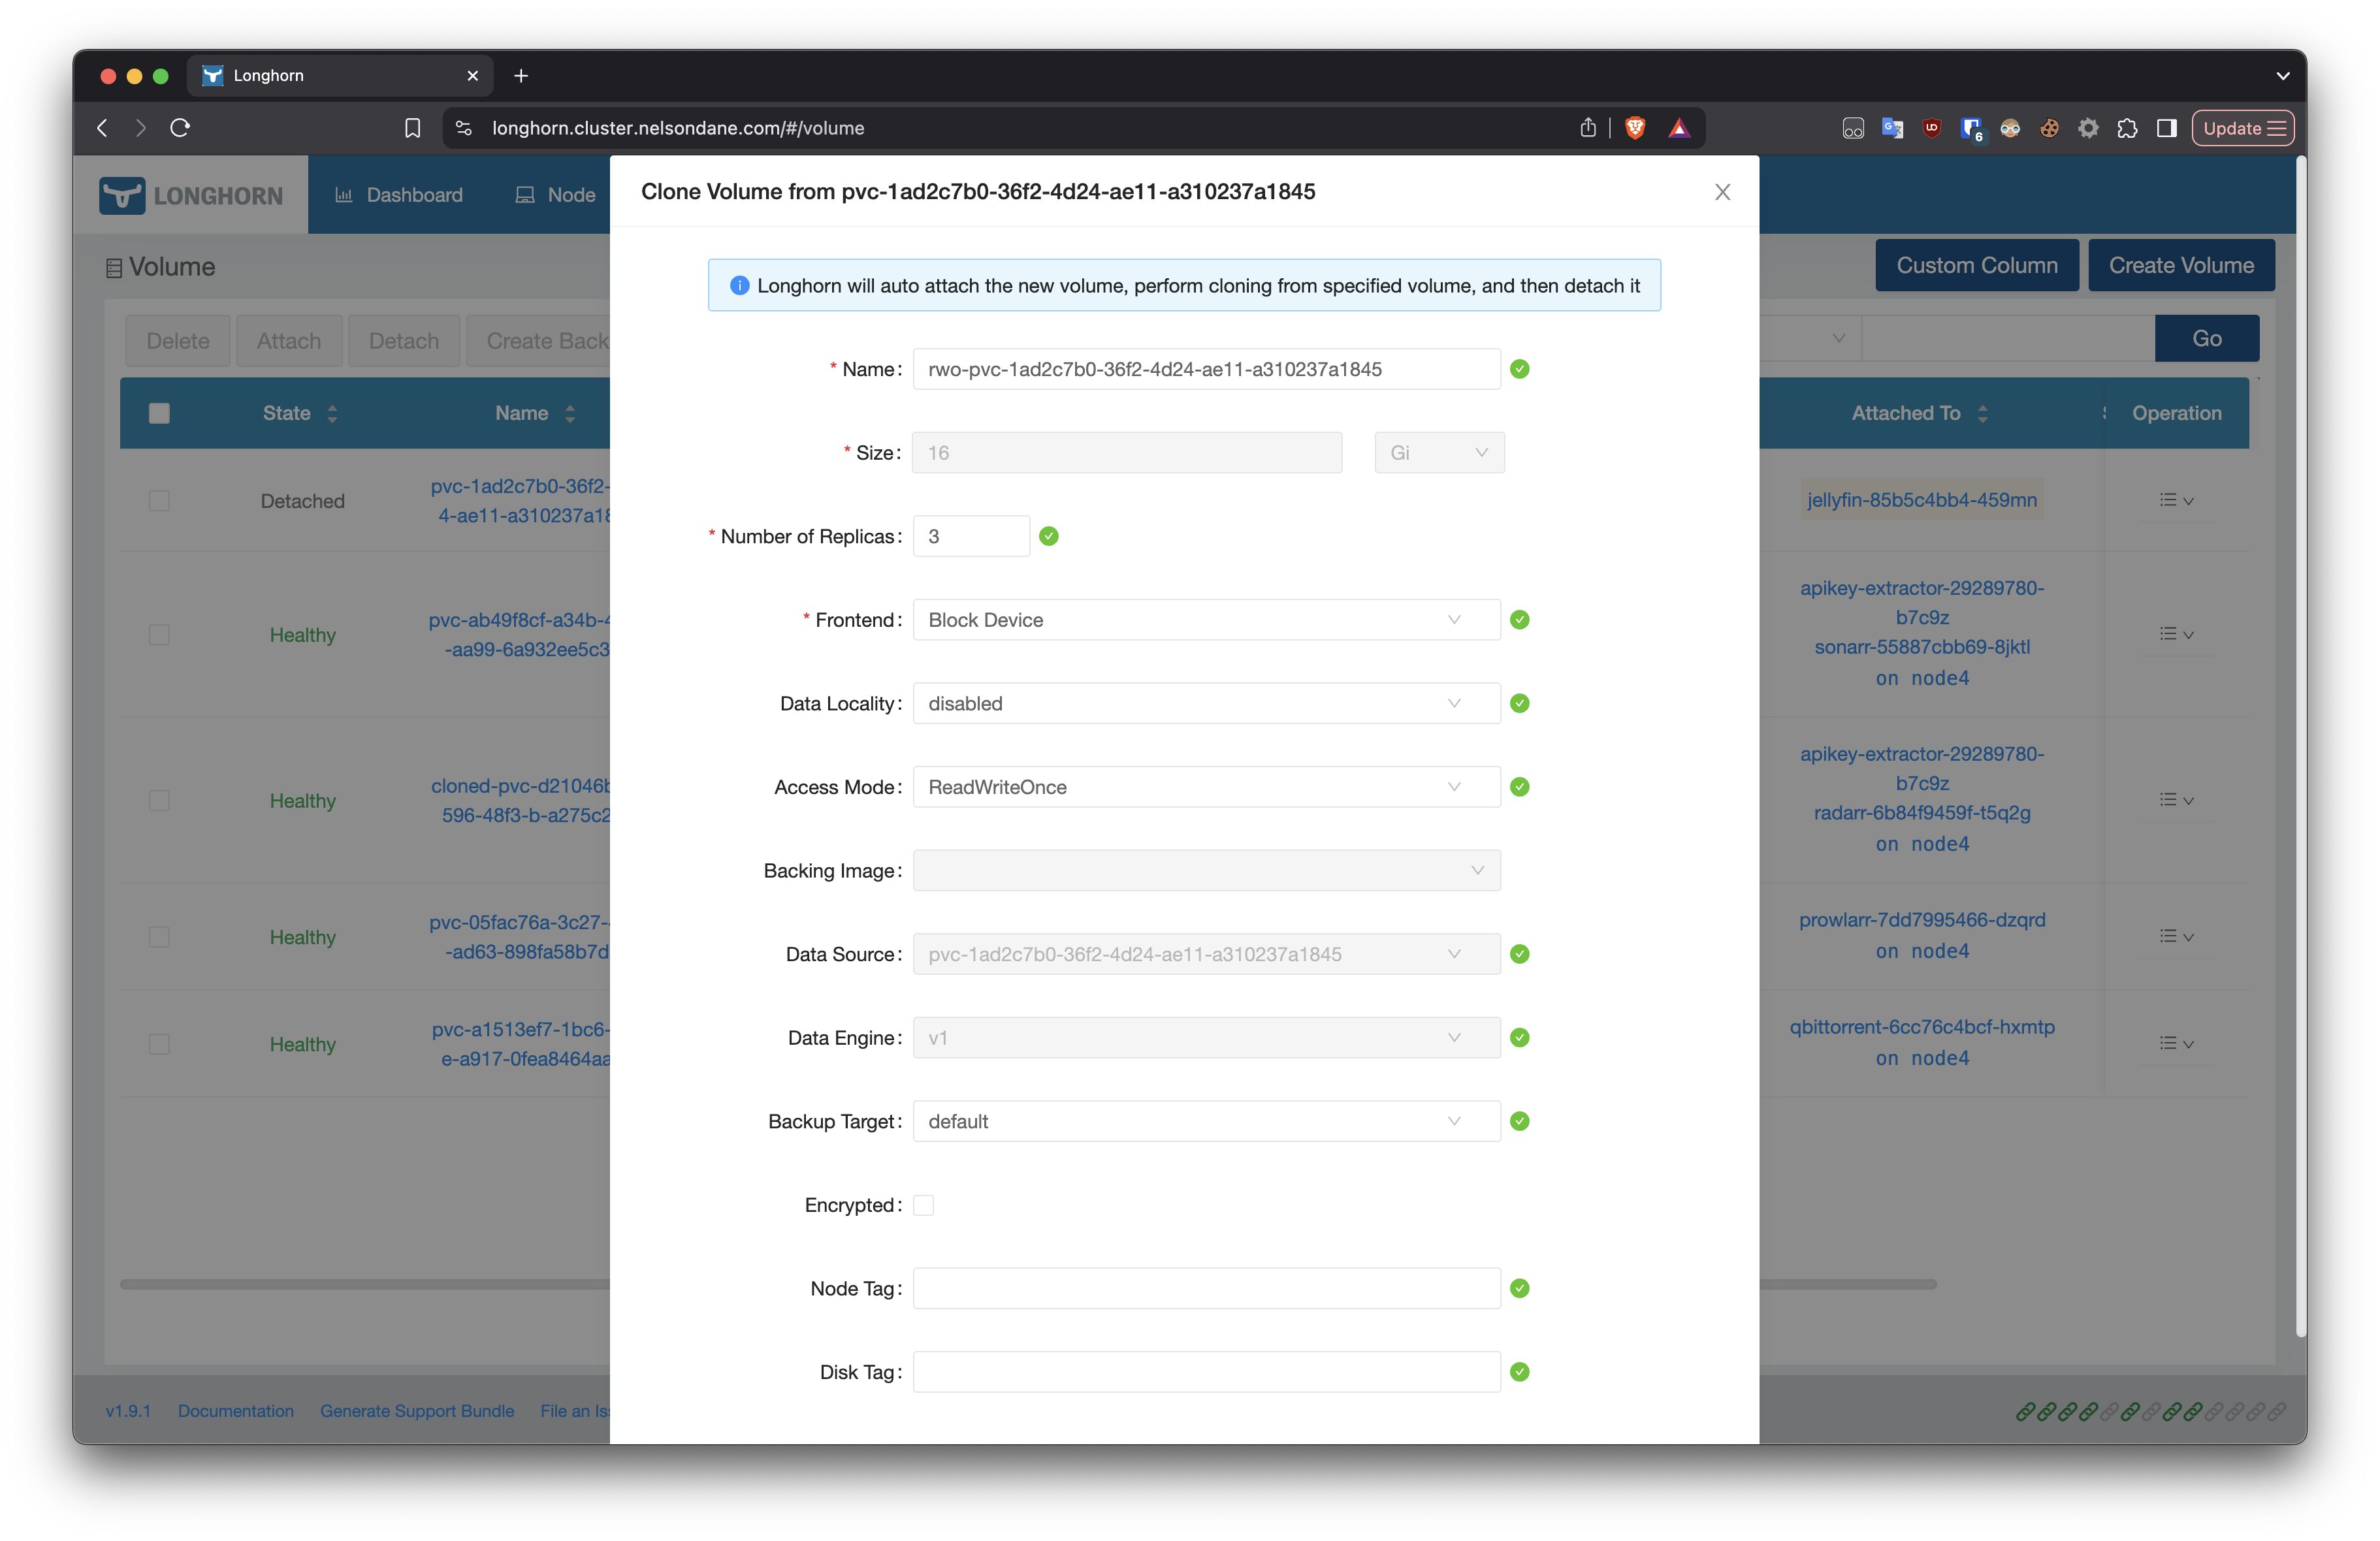 Longhorn
longhorn.cluster.nelsondane.com/#/volume
6
Update
LONGHORN
Dashboard
Node
Clone Volume from pvc-1ad2c7b0-36f2-4d24-ae11-a310237a1845
Volume
Custom Column
Create Volume
Longhorn will auto attach the new volume, perform cloning from specified volume, and then detach it
Delete
Attach
Detach
Create Back
Go
* Name: rwo-pvc-1ad2c7b0-36f2-4d24-ae11-a310237a1845
State
Name
Attached To
Operation
* Size: 16 Gi
Detached
pvc-1ad2c7b0-36f2-
4-ae11-a310237a18
jellyfin-85b5c4bb4-459mn
* Number of Replicas: 3
* Frontend: Block Device
Healthy
pvc-ab49f8cf-a34b-4
-aa99-6a932ee5c3
apikey-extractor-29289780-
b7c9z
sonarr-55887cbb69-8jktl
on node4
Data Locality: disabled
Access Mode: ReadWriteOnce
Healthy
cloned-pvc-d21046b
596-48f3-b-a275c2
apikey-extractor-29289780-
b7c9z
radarr-6b84f9459f-t5q2g
on node4
Backing Image:
Healthy
pvc-05fac76a-3c27-
-ad63-898fa58b7d
prowlarr-7dd7995466-dzqrd
on node4
Data Source: pvc-1ad2c7b0-36f2-4d24-ae11-a310237a1845
Data Engine: v1
Healthy
pvc-a1513ef7-1bc6-
e-a917-0fea8464aa
qbittorrent-6cc76c4bcf-hxmtp
on node4
Backup Target: default
Encrypted:
Node Tag:
Disk Tag:
v1.9.1
Documentation
Generate Support Bundle
File an Iss